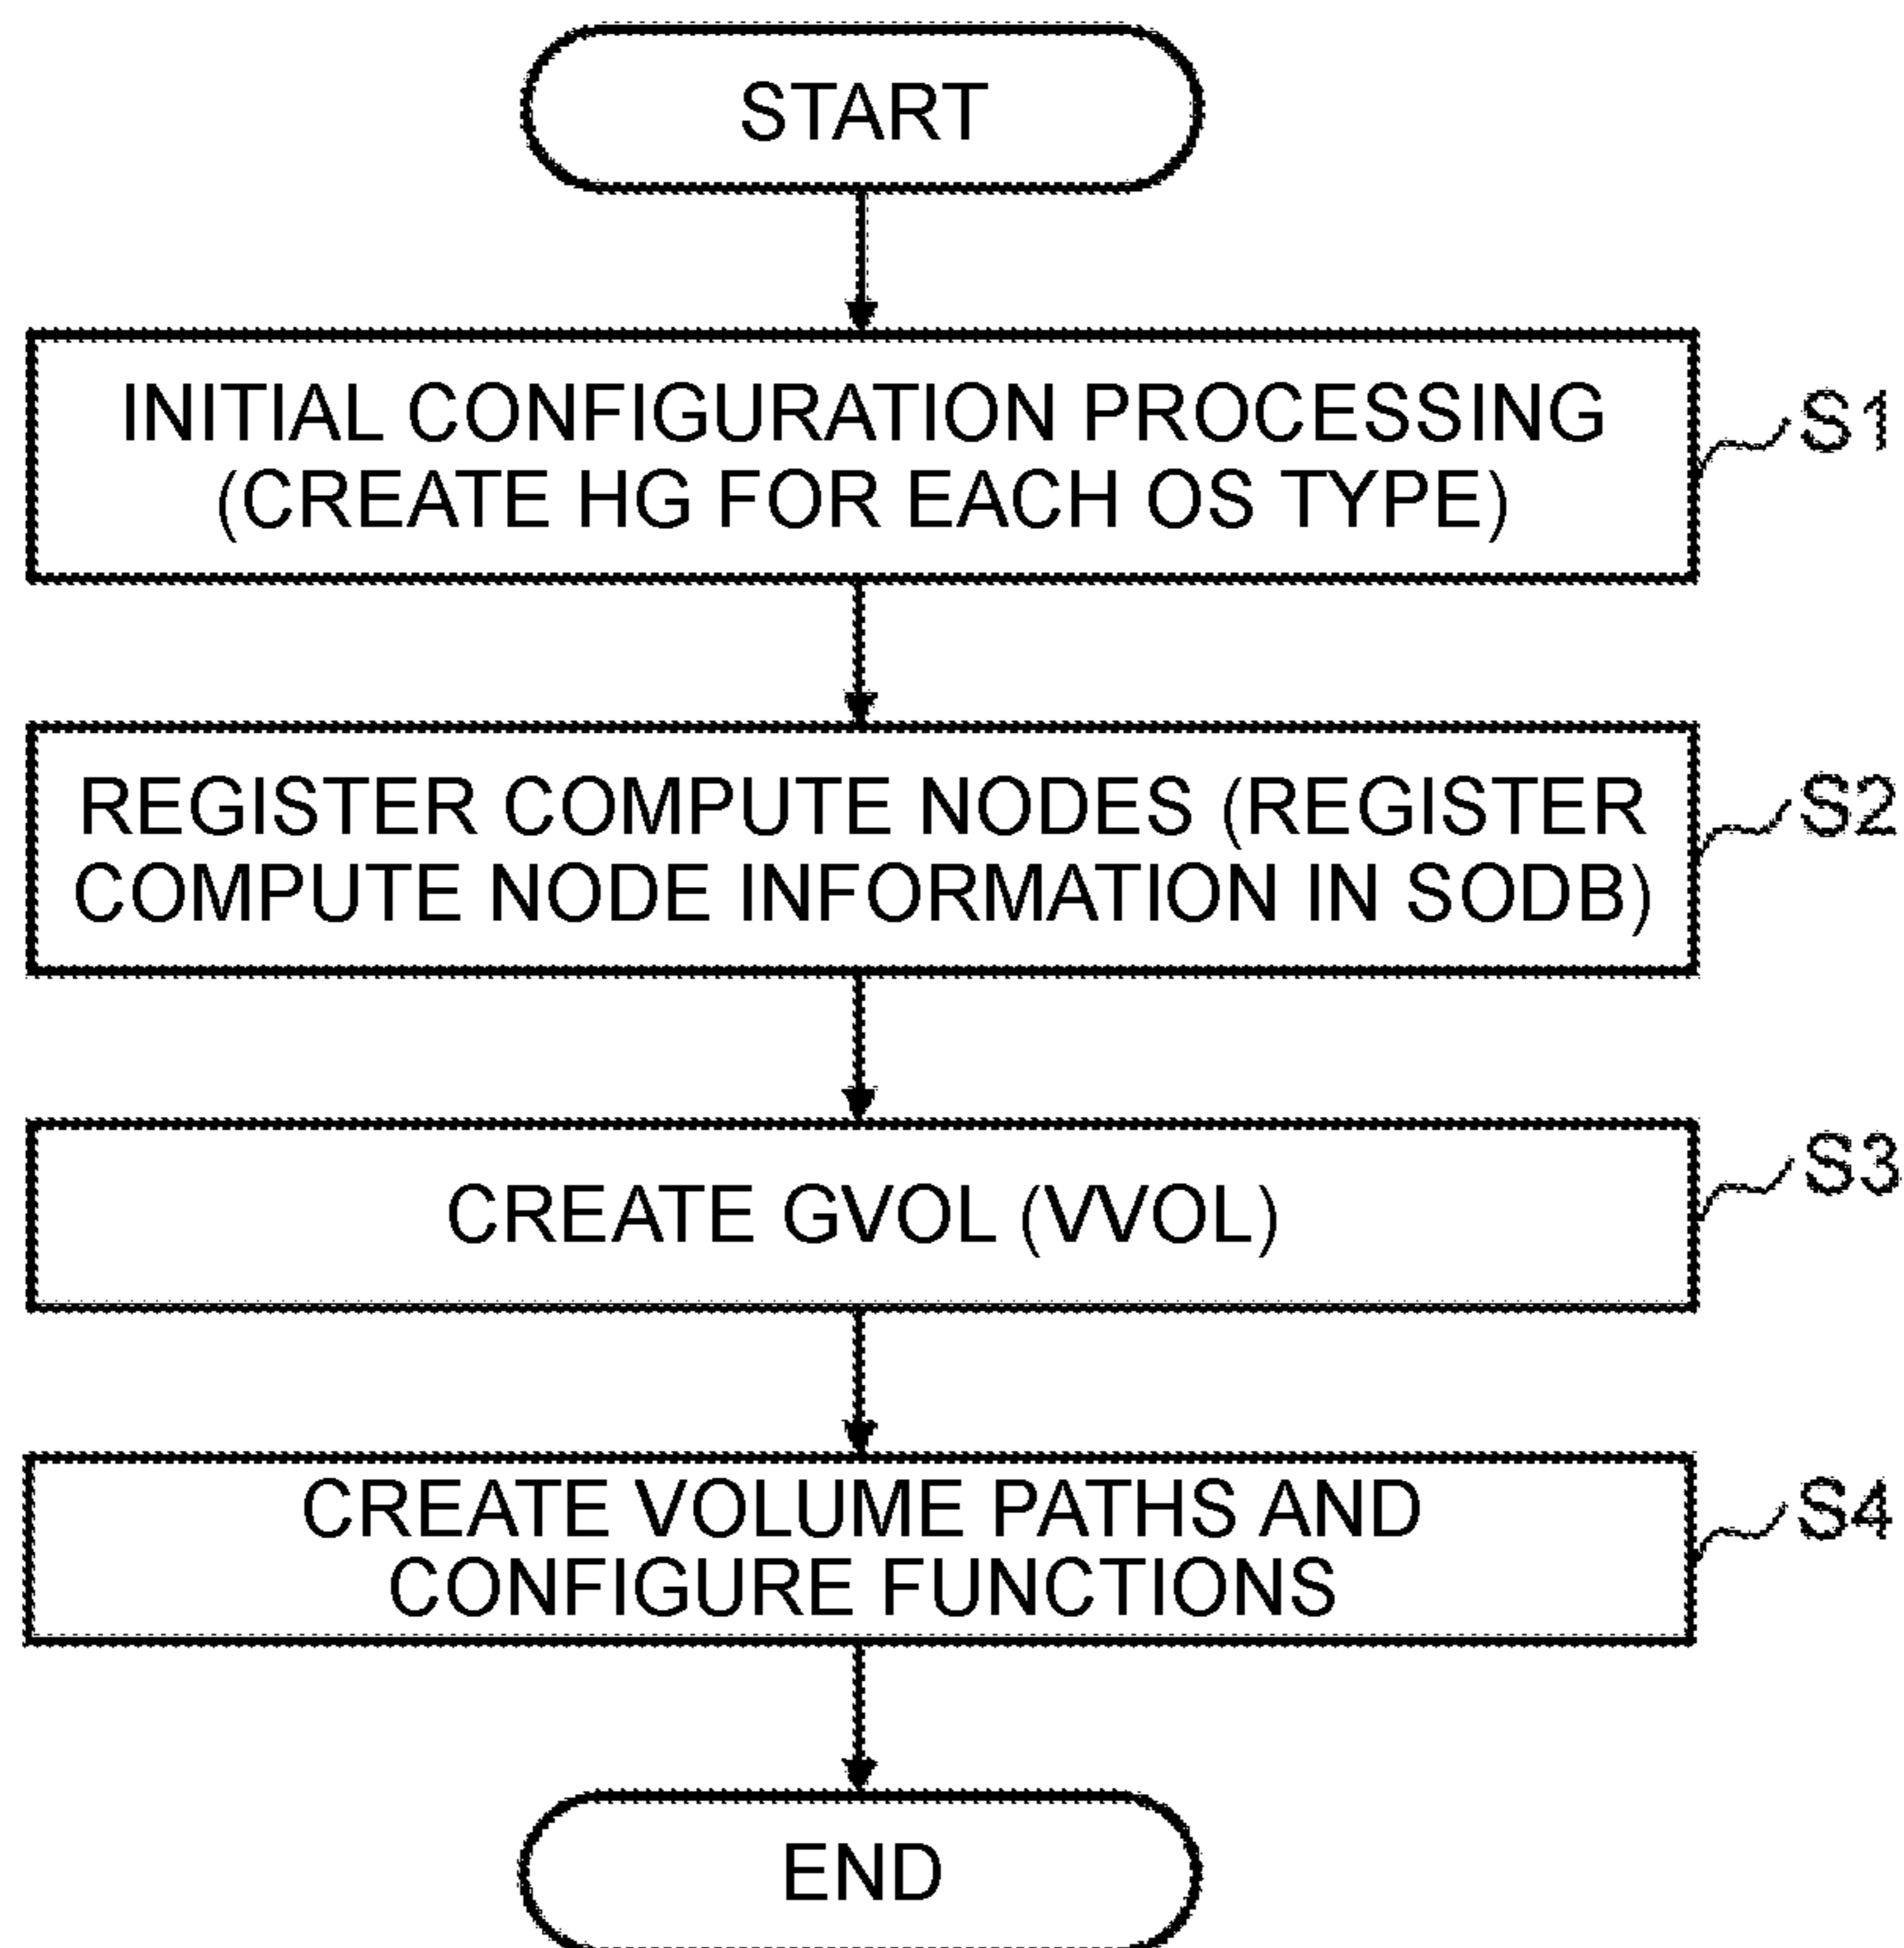 START
INITIAL CONFIGURATION PROCESSING
(CREATE HG FOR EACH OS TYPE)
S1
REGISTER COMPUTE NODES (REGISTER
COMPUTE NODE INFORMATION IN SODB)
S2
CREATE GVOL (VVOL)
S3
CREATE VOLUME PATHS AND
CONFIGURE FUNCTIONS
S4
END